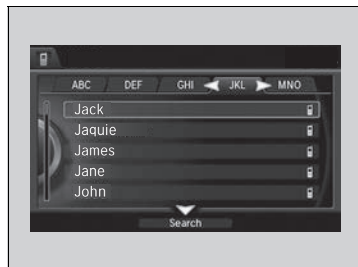 ABC DEF GHI JKL MNO
Jack
Jaquie
James
Jane
John
Search